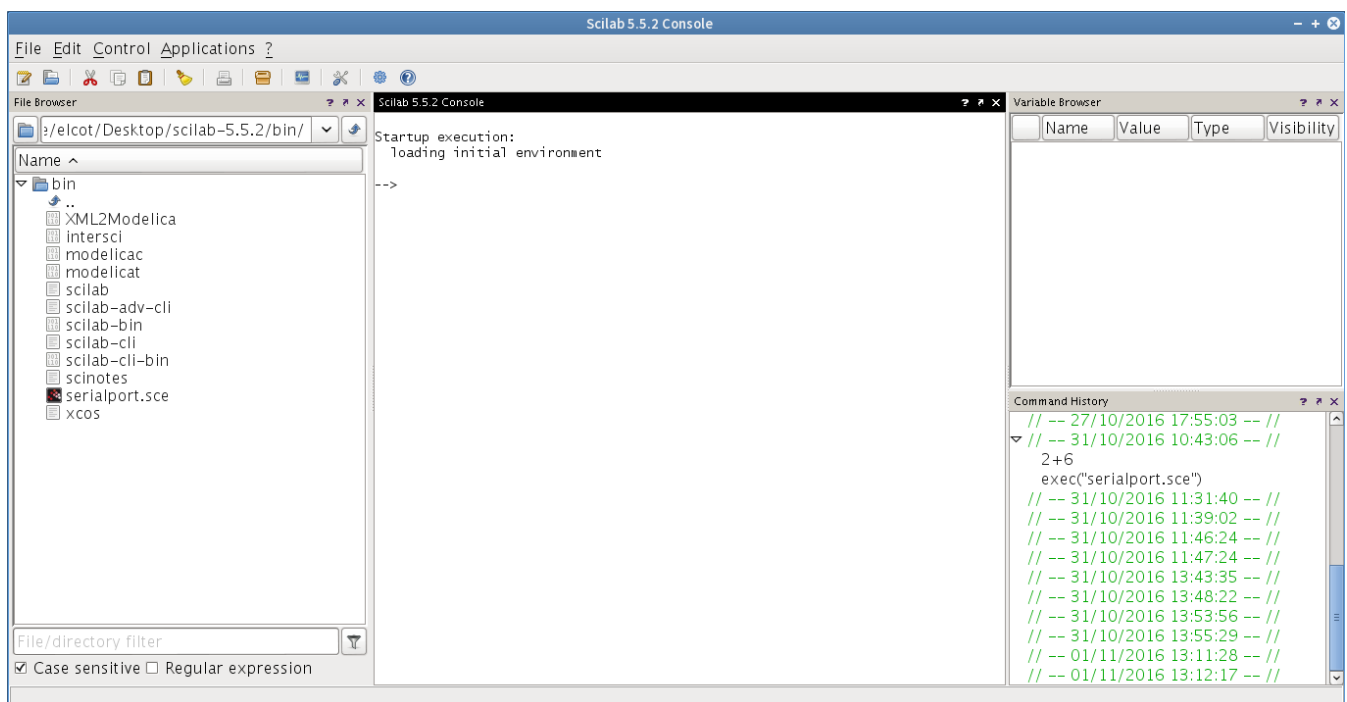 Scilab 5.5.2 Console
File Edit Control Applications ?
File Browser ? ↗ X
:/elcot/Desktop/scilab-5.5.2/bin/
Name
bin
..
XML2Modelica
intersci
modelicac
modelicat
scilab
scilab-adv-cli
scilab-bin
scilab-cli
scilab-cli-bin
scinotes
serialport.sce
xcos
File/directory filter
Case sensitive Regular expression
Scilab 5.5.2 Console ? ↗ X
Startup execution:
loading initial environment
-->
Variable Browser ? ↗ X
Name Value Type Visibility
Command History ? ↗ X
// -- 27/10/2016 17:55:03 -- //
// -- 31/10/2016 10:43:06 -- //
2+6
exec("serialport.sce")
// -- 31/10/2016 11:31:40 -- //
// -- 31/10/2016 11:39:02 -- //
// -- 31/10/2016 11:46:24 -- //
// -- 31/10/2016 11:47:24 -- //
// -- 31/10/2016 13:43:35 -- //
// -- 31/10/2016 13:48:22 -- //
// -- 31/10/2016 13:53:56 -- //
// -- 31/10/2016 13:55:29 -- //
// -- 01/11/2016 13:11:28 -- //
// -- 01/11/2016 13:12:17 -- //